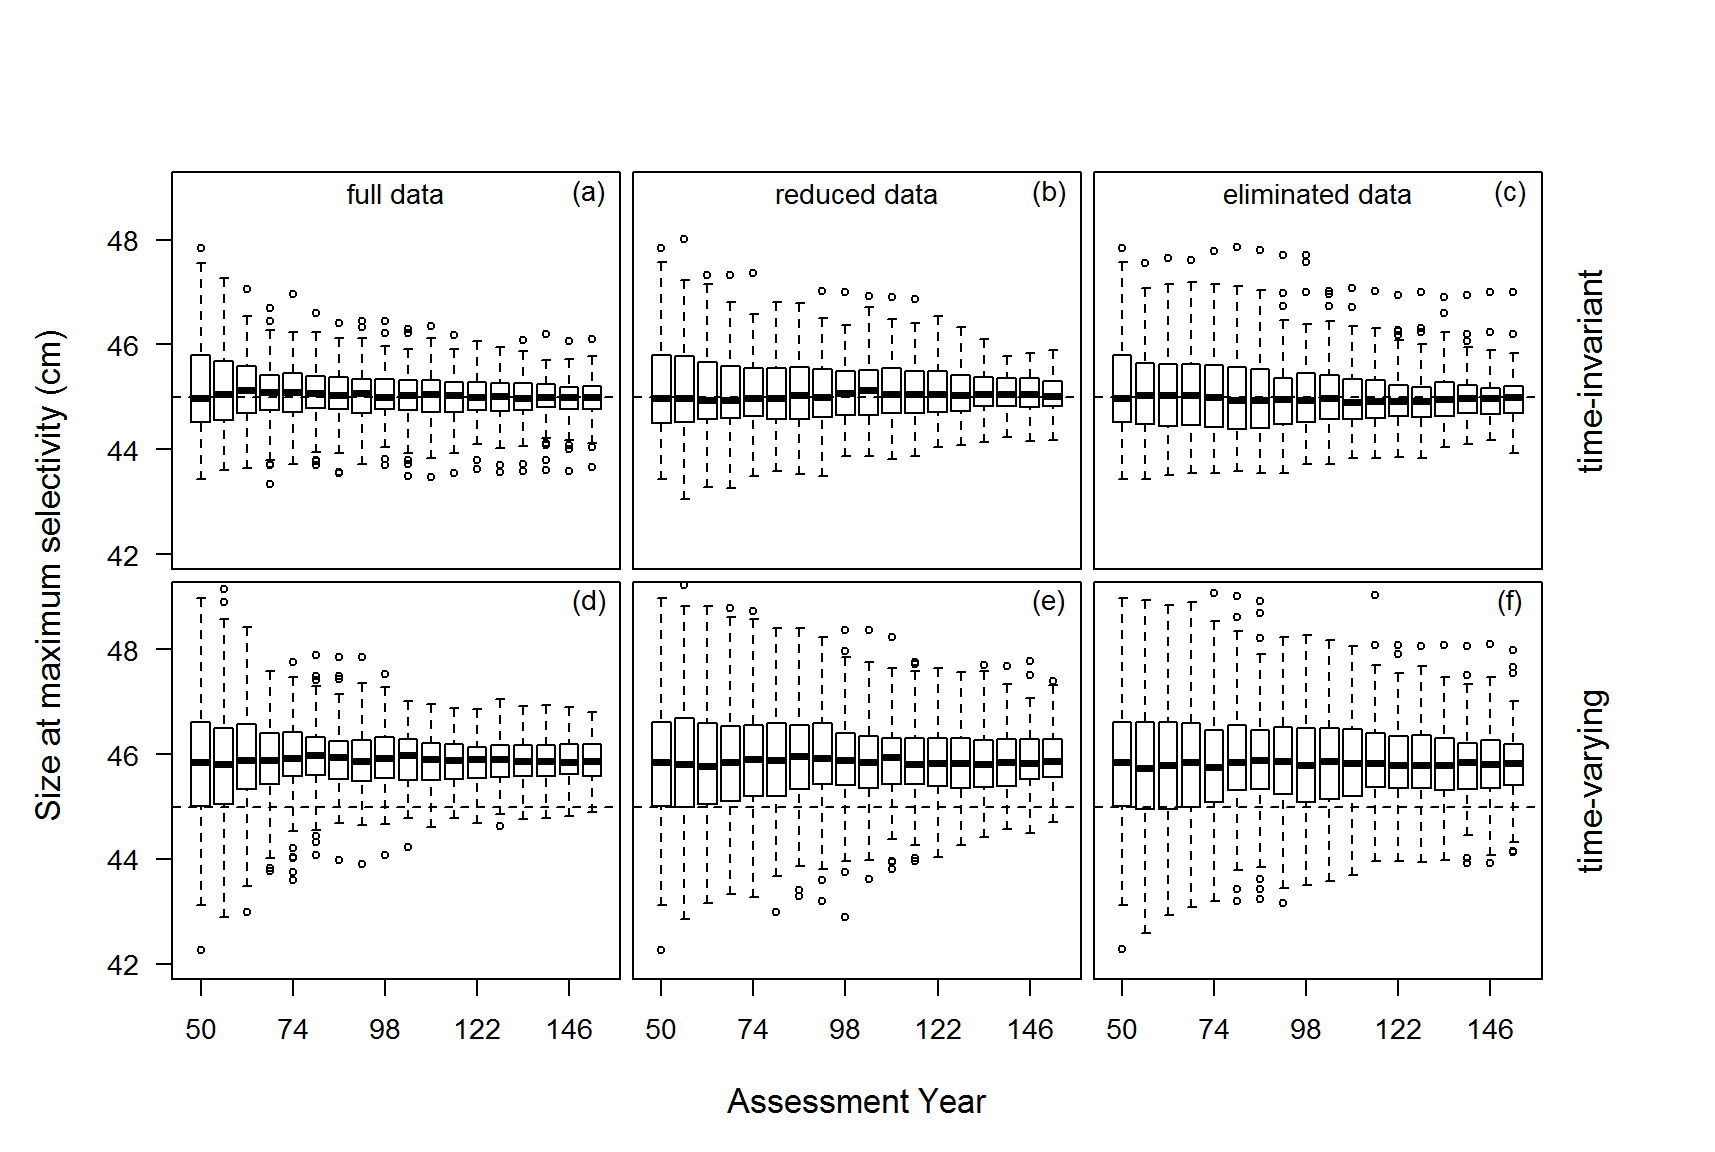 full data (a)
reduced data (b)
eliminated data (c)
48
46
44
42
time-invariant
Size at maximum selectivity (cm)
(d)
(e)
(f)
48
46
44
42
time-varying
50 74 98 122 146
50 74 98 122 146
50 74 98 122 146
Assessment Year